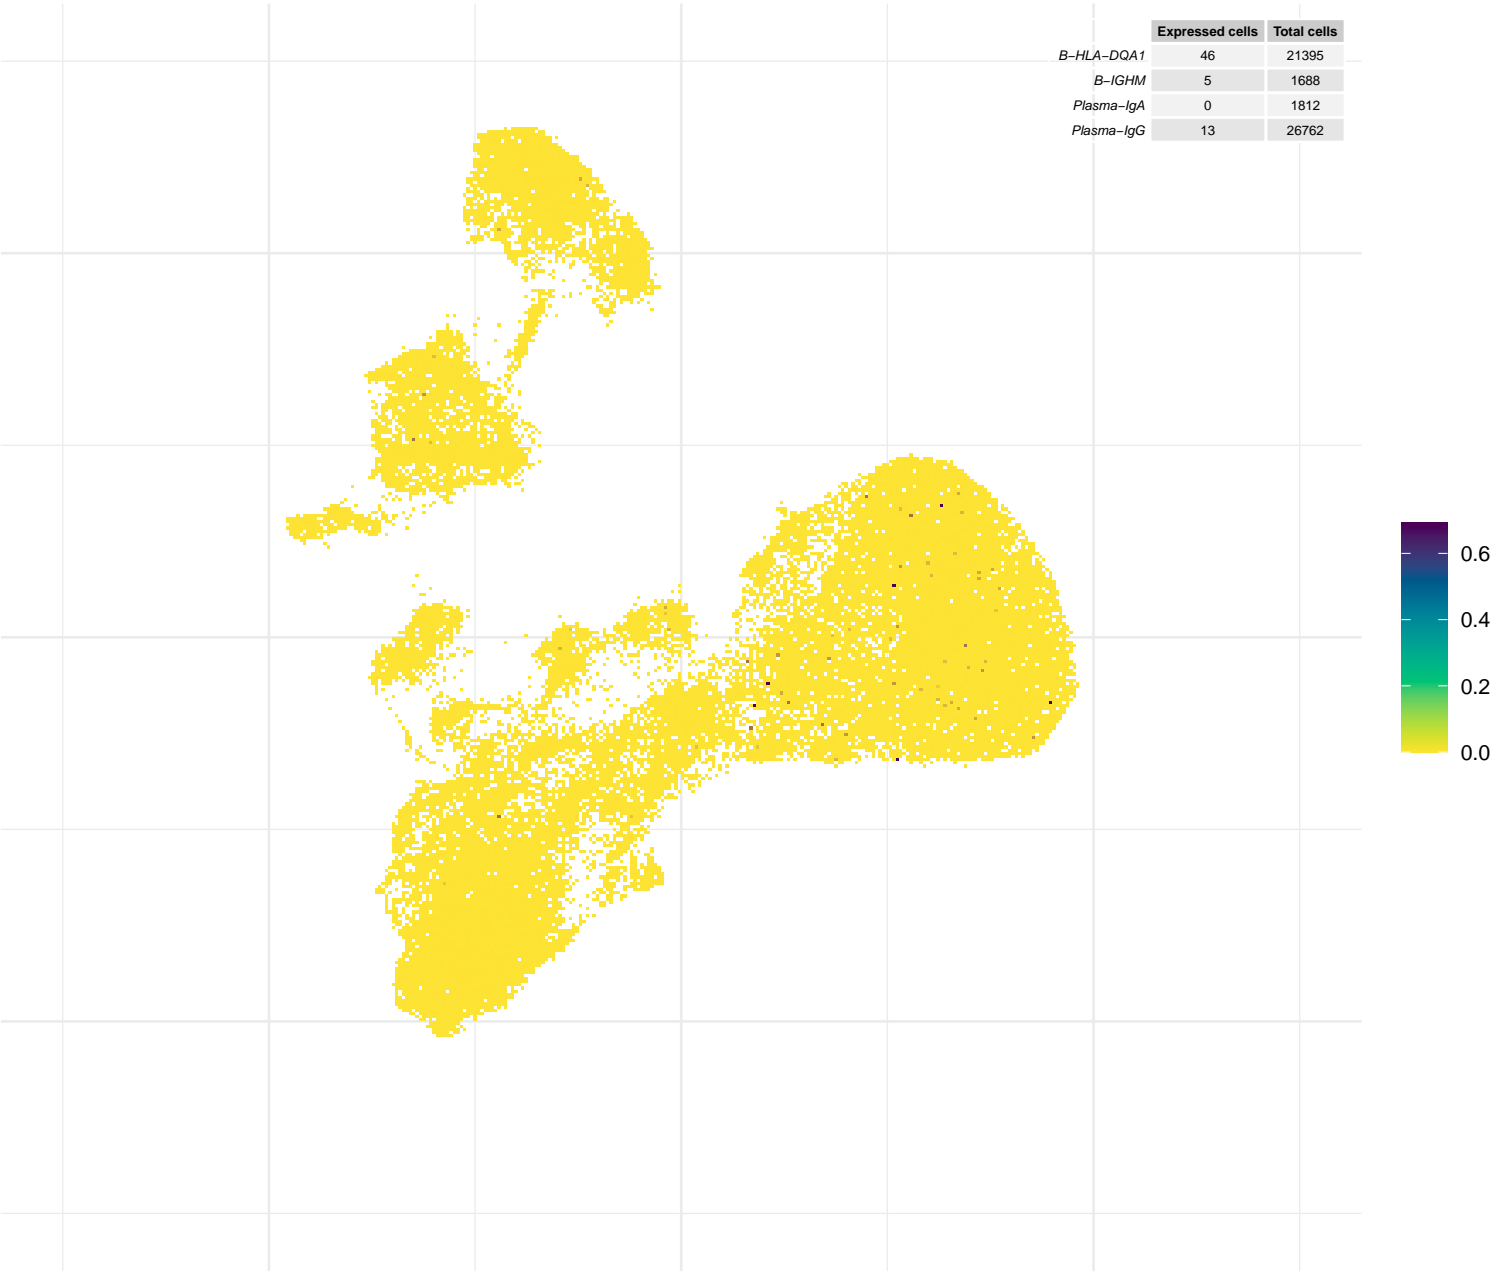 Expressed cells Total cells
B−HLA−DQA1 46 21395
B−IGHM 5 1688
Plasma−IgA 0 1812
Plasma−IgG 13 26762
0.6
0.4
0.2
0.0